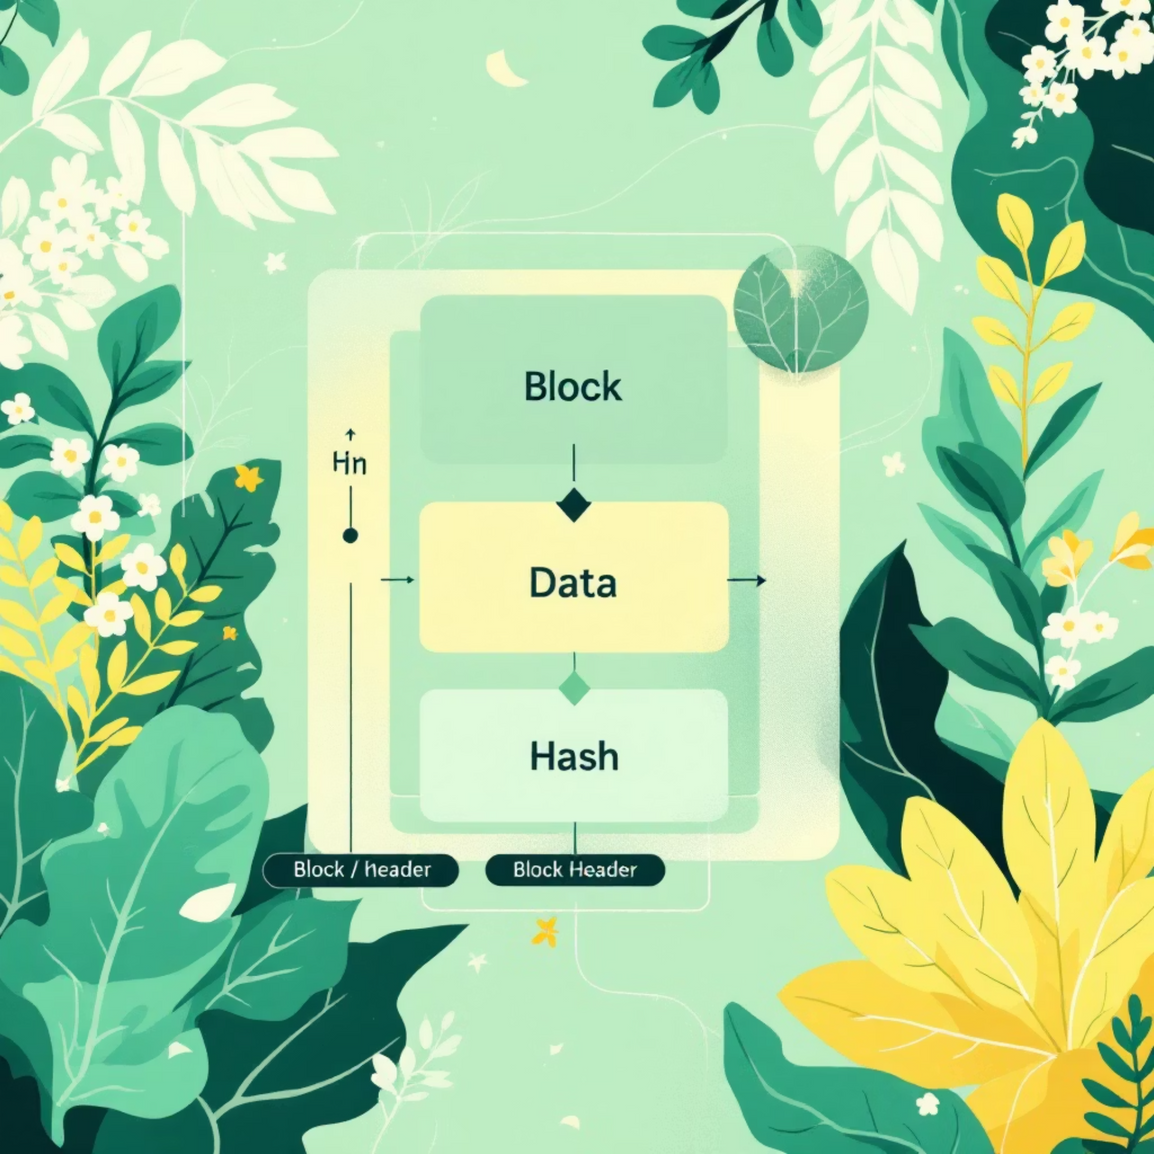 Block
Hn
Data
Hash
Block / header
Block Header